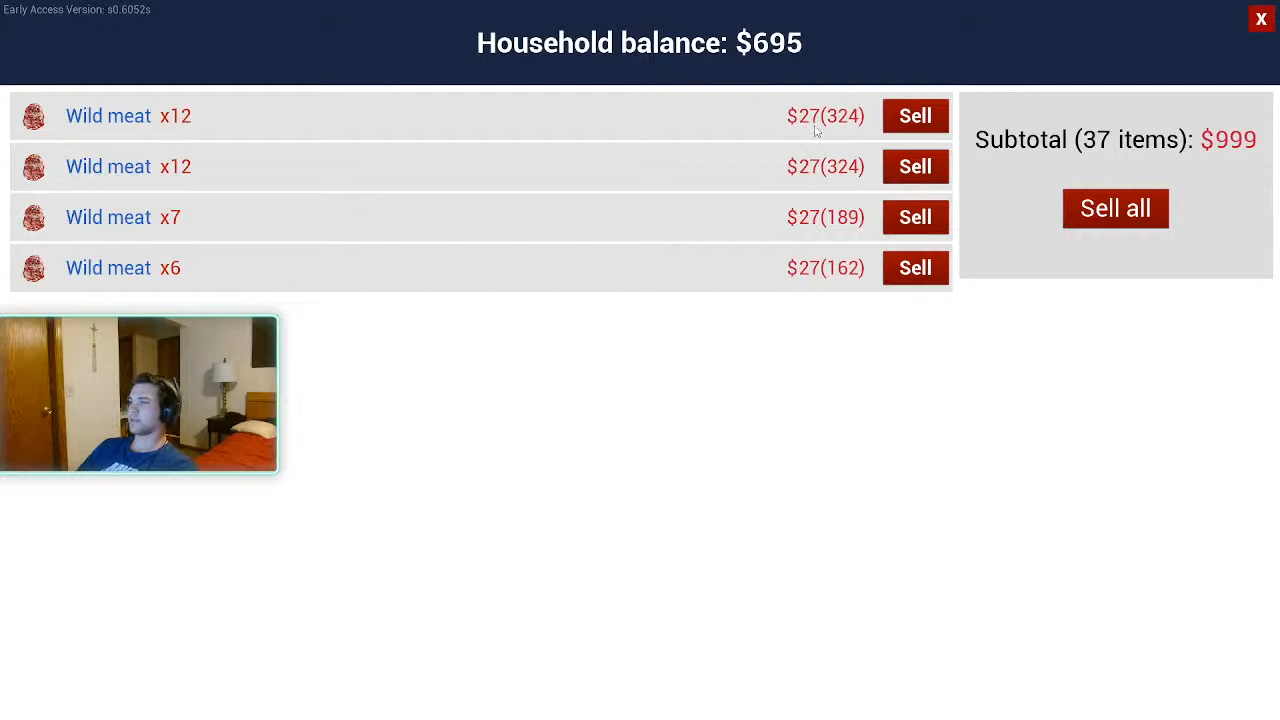 Early Access Version: s0.6052s
Household balance: $695
X
Wild meat x12 $27(324) Sell
Wild meat x12 $27(324) Sell
Wild meat x7 $27(189) Sell
Wild meat x6 $27(162) Sell
Subtotal (37 items): $999
Sell all